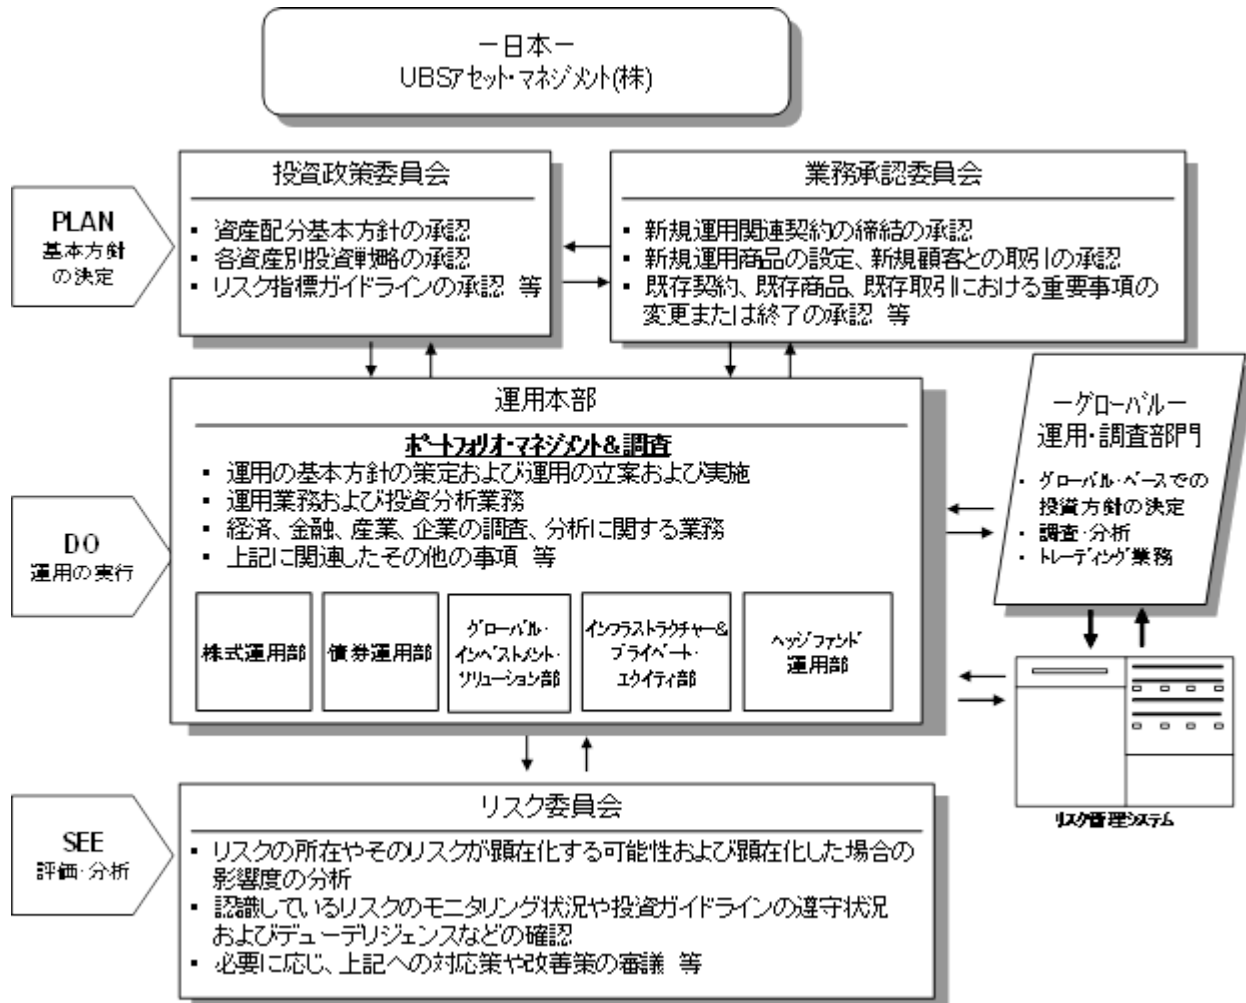 －日本－
UBSアセット・マネジメント(株)
PLAN
基本方針
の決定
投資政策委員会
▪ 資産配分基本方針の承認
▪ 各資産別投資戦略の承認
▪ リスク指標ガイドラインの承認 等
業務承認委員会
▪ 新規運用関連契約の締結の承認
▪ 新規運用商品の設定、新規顧客との取引の承認
▪ 既存契約、既存商品、既存取引における重要事項の
変更または終了の承認 等
DO
運用の実行
運用本部
ポートフォリオ・マネジメント&調査
▪ 運用の基本方針の策定および運用の立案および実施
▪ 運用業務および投資分析業務
▪ 経済、金融、産業、企業の調査、分析に関する業務
▪ 上記に関連したその他の事項 等
株式運用部
債券運用部
グローバル・
インベストメント・
ソリューション部
インフラストラクチャー&
プライベート・
エクイティ部
ヘッジファンド
運用部
－グローバル－
運用・調査部門
・ グローバル・ベースでの
投資方針の決定
・ 調査・分析
・ トレーディング業務
リスク管理システム
SEE
評価・分析
リスク委員会
▪ リスクの所在やそのリスクが顕在化する可能性および顕在化した場合の
影響度の分析
▪ 認識しているリスクのモニタリング状況や投資ガイドラインの遵守状況
およびデューデリジェンスなどの確認
▪ 必要に応じ、上記への対応策や改善策の審議 等